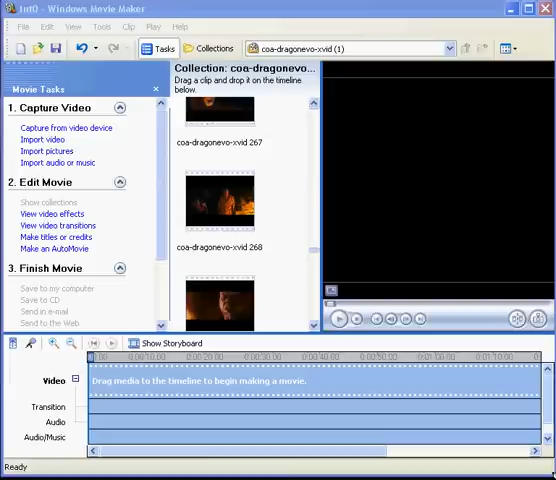 Int0 - Windows Movie Maker
File Edit View Tools Clip Play Help
Tasks Collections coa-dragonevo-xvid (1)
Movie Tasks
Collection: coa-dragonevo...
Drag a clip and drop it on the timeline
below.
1. Capture Video
Capture from video device
Import video
Import pictures
Import audio or music
2. Edit Movie
Show collections
View video effects
View video transitions
Make titles or credits
Make an AutoMovie
3. Finish Movie
Save to my computer
Save to CD
Send in e-mail
Send to the Web
coa-dragonevo-xvid 267
coa-dragonevo-xvid 268
Show Storyboard
Video
Drag media to the timeline to begin making a movie.
Transition
Audio
Audio/Music
Ready